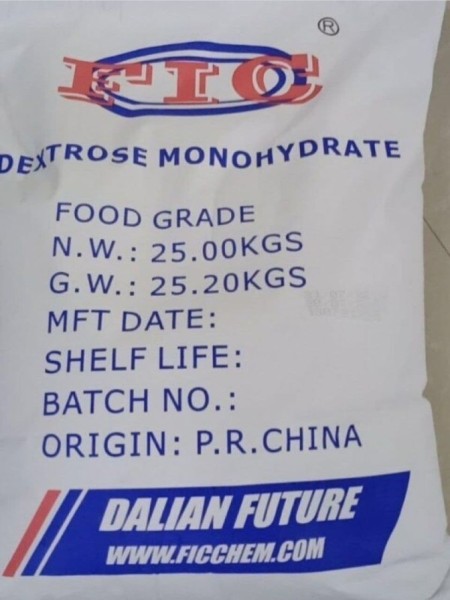 ®
FIC
DEXTROSE MONOHYDRATE
FOOD GRADE
N.W.: 25.00KGS
G.W.: 25.20KGS
MFT DATE:
SHELF LIFE:
BATCH NO.:
ORIGIN: P.R.CHINA
DALIAN FUTURE
WWW.FICCHEM.COM